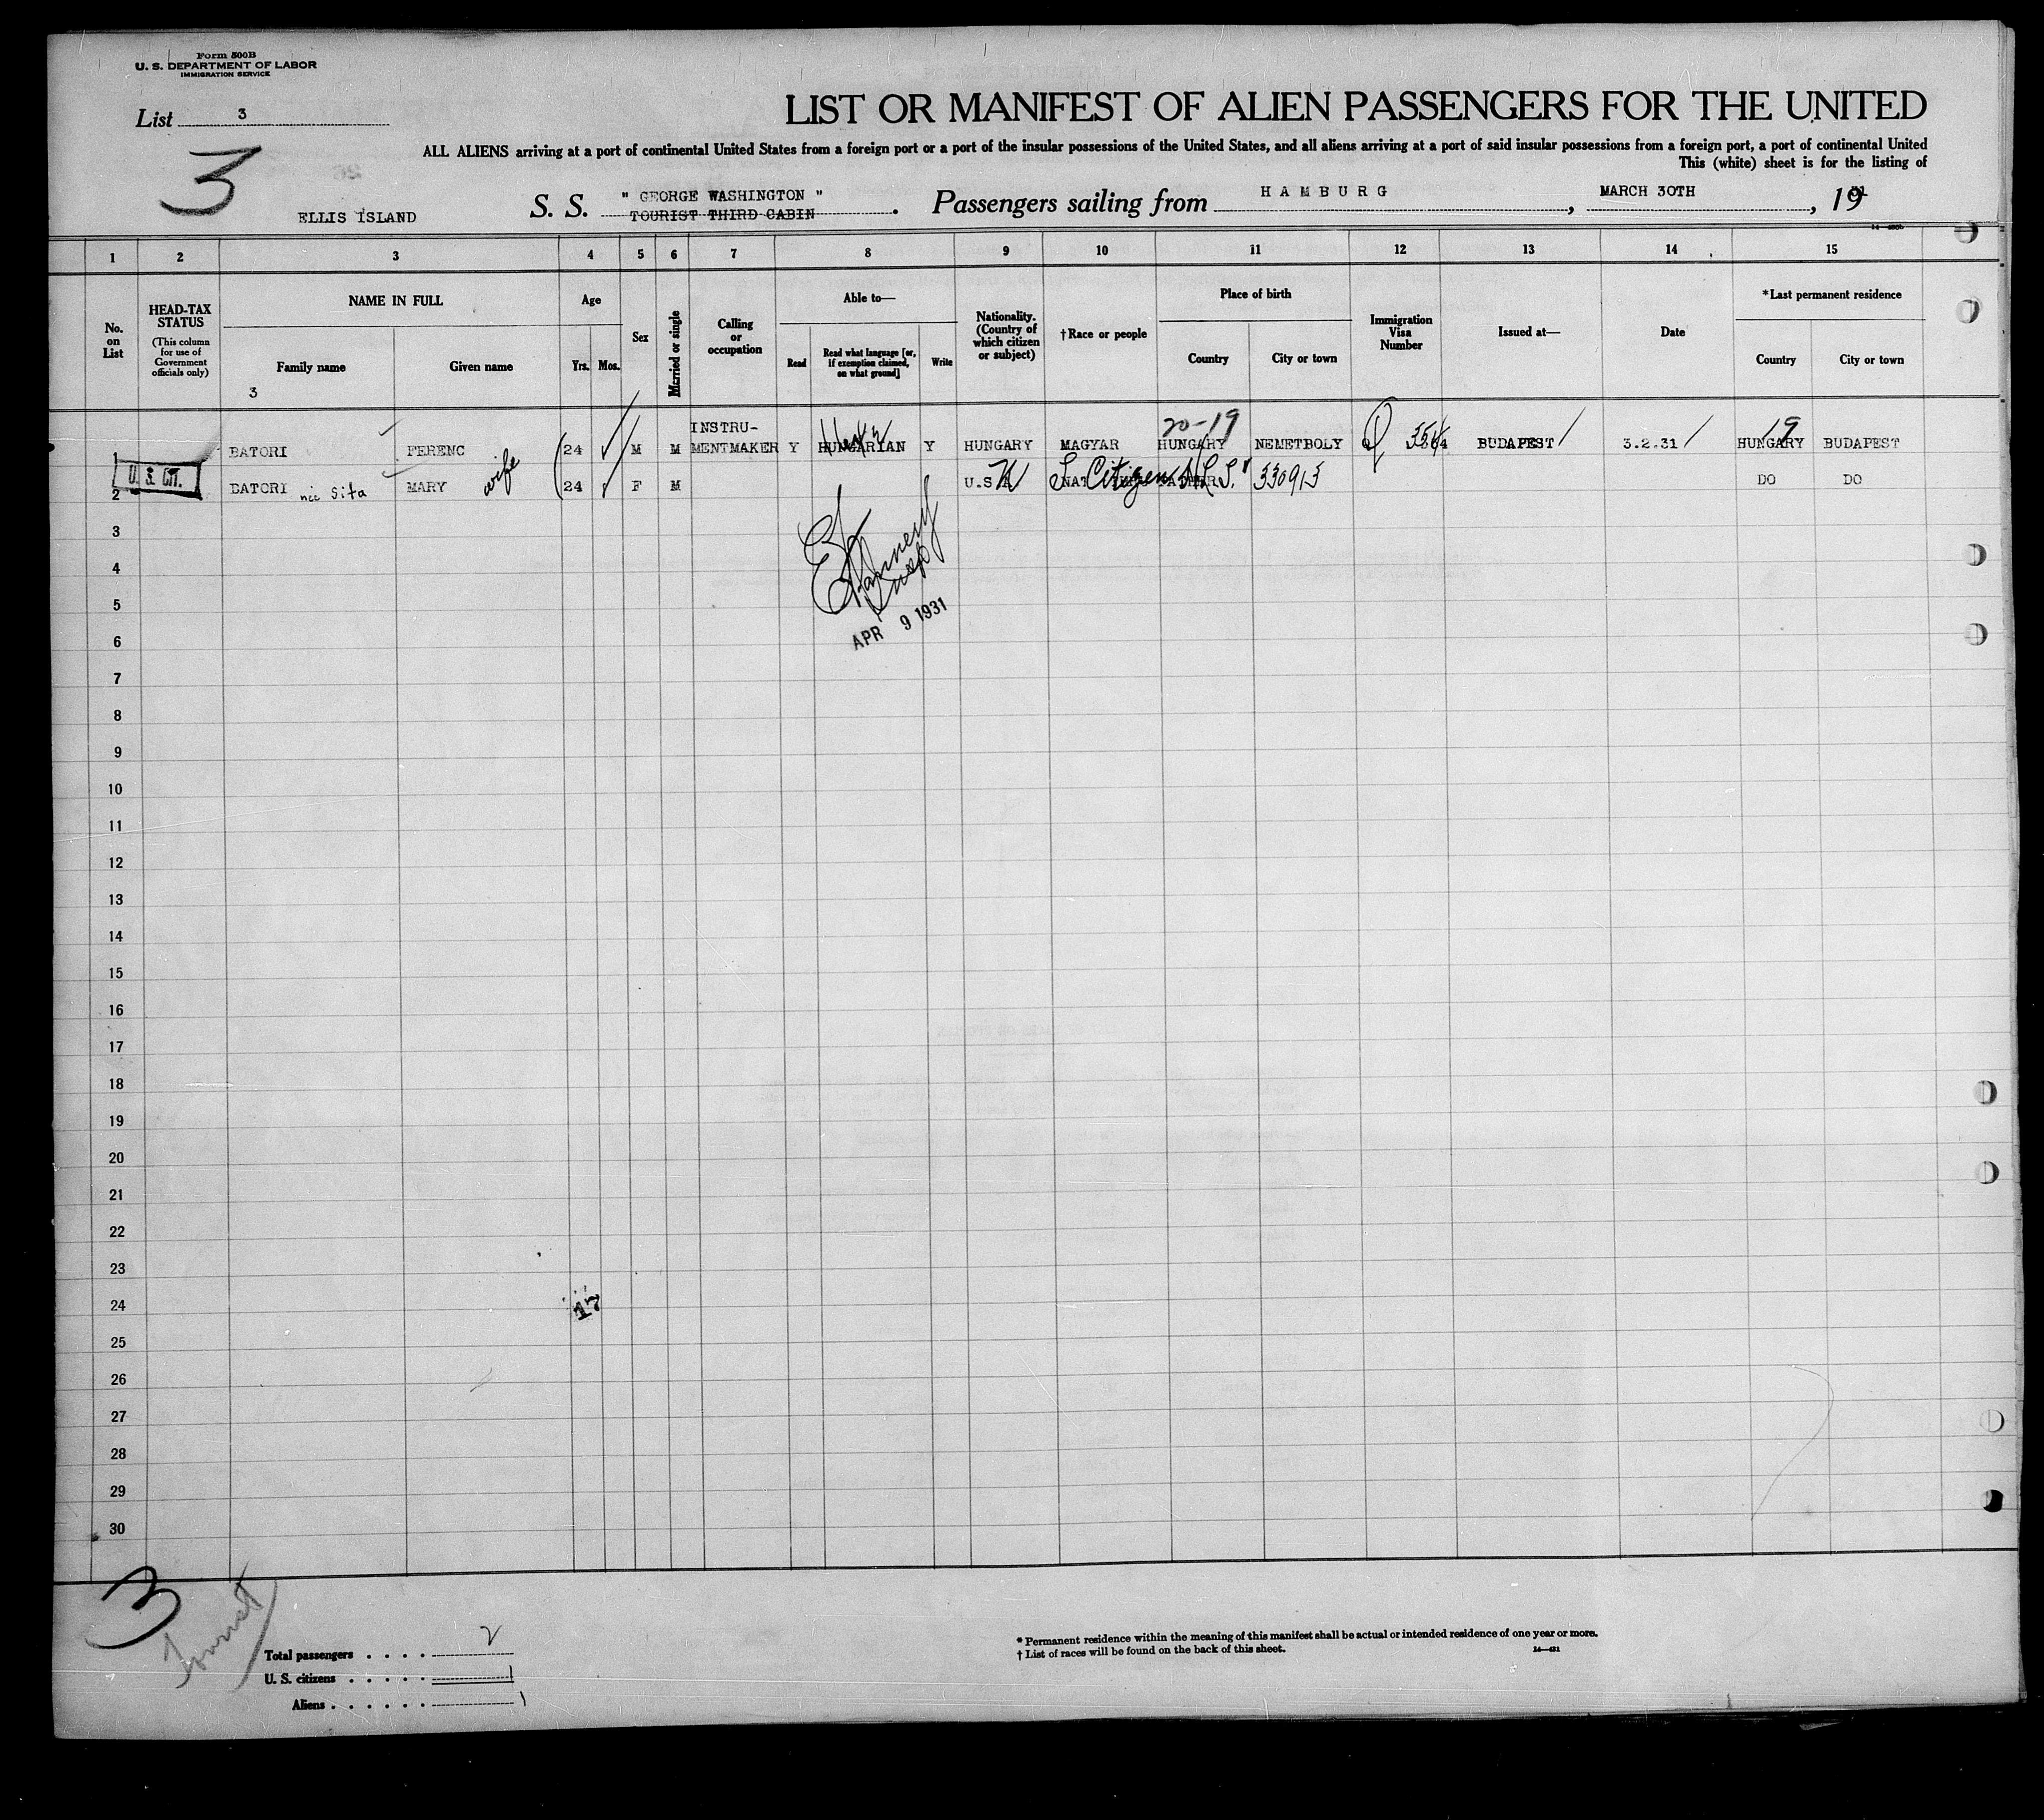 Form 500B
U. S. DEPARTMENT OF LABOR
IMMIGRATION SERVICE
List 3
3
LIST OR MANIFEST OF ALIEN PASSENGERS FOR THE UNITED
ALL ALIENS arriving at a port of continental United States from a foreign port or a port of the insular possessions of the United States, and all aliens arriving at a port of said insular possessions from a foreign port, a port of continental United
This (white) sheet is for the listing of
ELLIS ISLAND S. S. " GEORGE WASHINGTON " Passengers sailing from HAMBURG, MARCH 30TH, 1931
TOURIST THIRD CABIN
1 2 3 4 5 6 7 8 9 10 11 12 13 14 15
No. on List
HEAD-TAX STATUS
(This column for use of Government officials only)
NAME IN FULL
Family name
Given name
3
Age
Yrs. Mos.
Sex
Married or single
Calling or occupation
Able to—
Read
Read what language [or, if exemption claimed, on what ground]
Write
Nationality. (Country of which citizen or subject)
†Race or people
Place of birth
Country
City or town
Immigration Visa Number
Issued at—
Date
*Last permanent residence
Country
City or town
1 BATORI FERENC 24 M M INSTRU-MENTMAKER Y HUNGARIAN Y HUNGARY MAGYAR HUNGARY NEMETBOLY BUDAPEST 3.2.31 HUNGARY BUDAPEST
20-19
19
U. S. CIT.
2 BATORI nee Sita MARY wife 24 F M U.S. Citizen 330913 DO DO
3
4
5
APR 9 1931
6
7
8
9
10
11
12
13
14
15
16
17
18
19
20
21
22
23
24
17
25
26
27
28
29
30
3
Tourist
Total passengers . . . . 2
U. S. citizens . . . . . 1
Aliens . . . . . . 1
* Permanent residence within the meaning of this manifest shall be actual or intended residence of one year or more.
† List of races will be found on the back of this sheet.
14—421